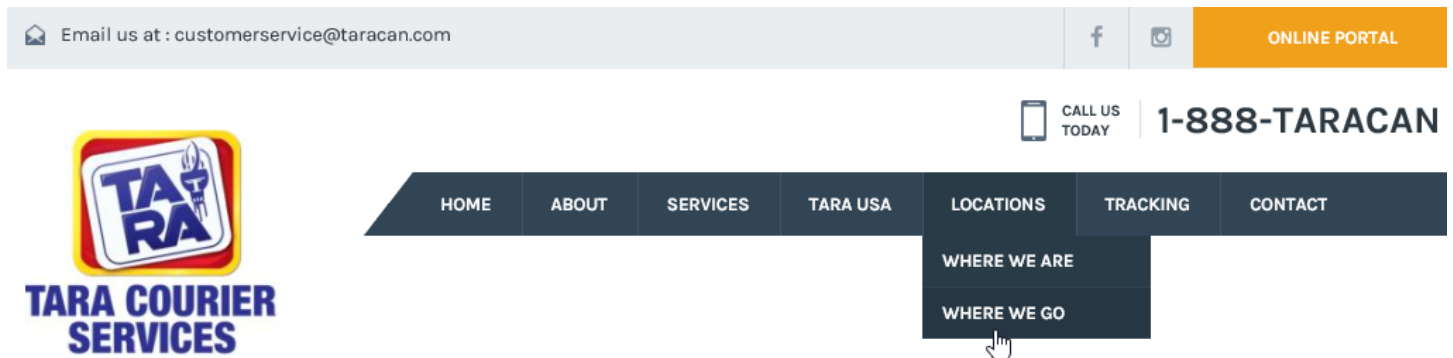 Email us at : customerservice@taracan.com
f
ONLINE PORTAL
CALL US
TODAY
1-888-TARACAN
TA
RA
TARA COURIER
SERVICES
HOME ABOUT SERVICES TARA USA LOCATIONS TRACKING CONTACT
WHERE WE ARE
WHERE WE GO